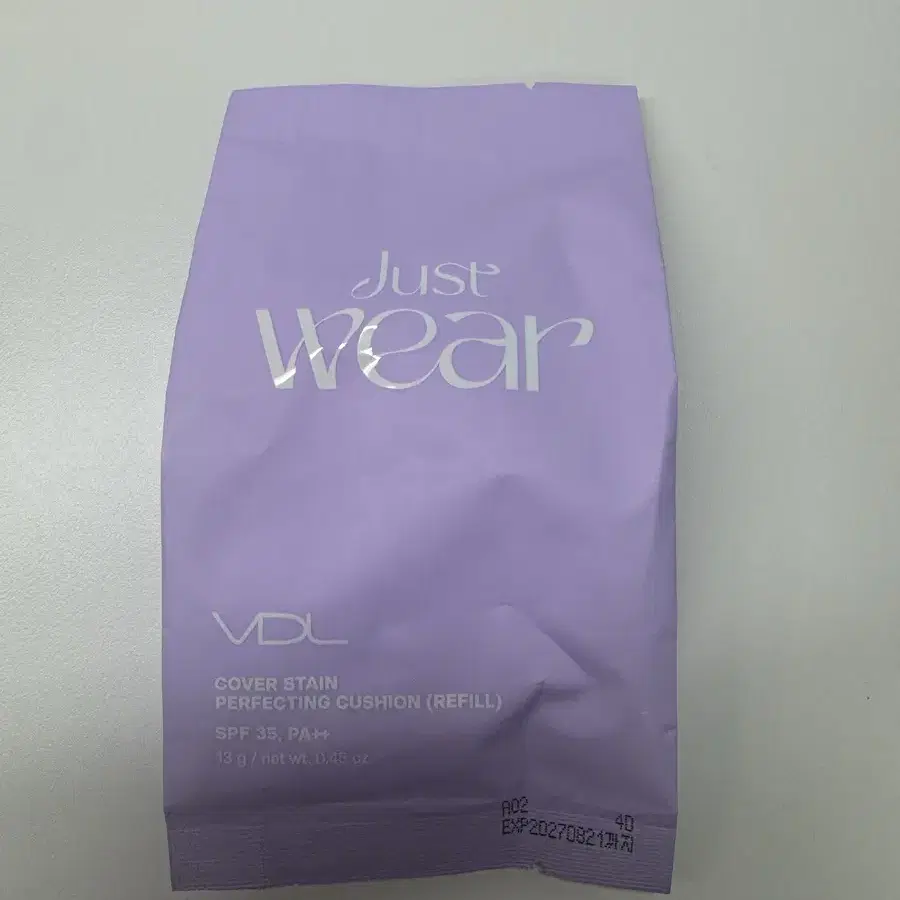 Just
wear
VDL
COVER STAIN
PERFECTING CUSHION (REFILL)
SPF 35, PA++
13 g / net wt. 0.45 oz
A02 4D
EXP20270821까지